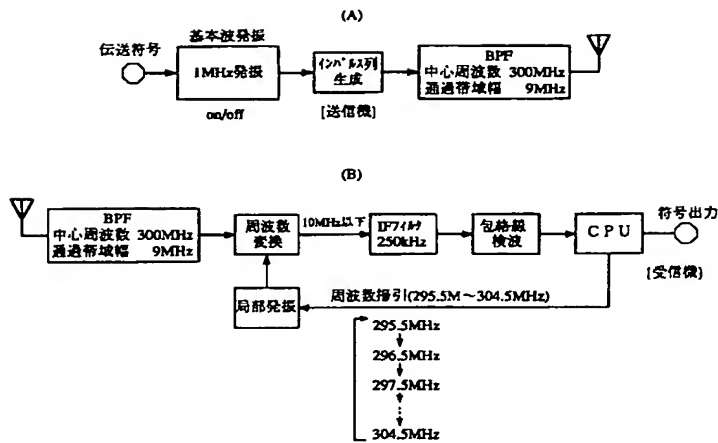 (A)
伝送符号
基本波発振
1MHz発振
on/off
インパルス列
生成
[送信機]
BPF
中心周波数 300MHz
通過帯域幅 9MHz
(B)
BPF
中心周波数 300MHz
通過帯域幅 9MHz
周波数
変換
10MHz以下
IFフィルタ
250kHz
包絡線
検波
CPU
符号出力
[受信機]
局部発振
周波数掃引(295.5M〜304.5MHz)
295.5MHz
296.5MHz
297.5MHz
304.5MHz